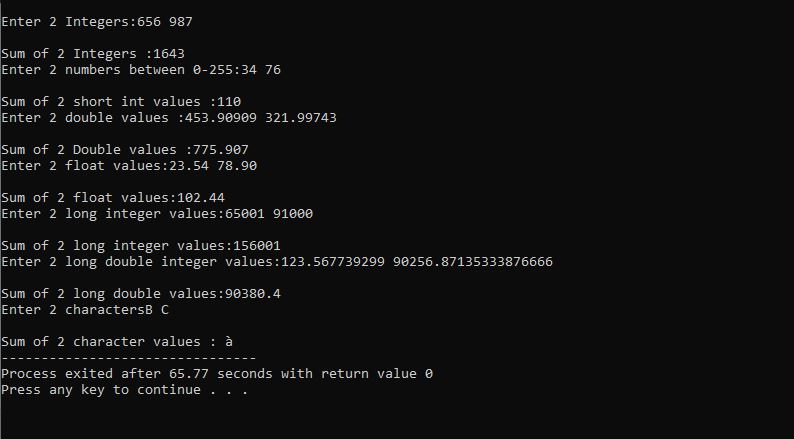 Enter 2 Integers:656 987
Sum of 2 Integers :1643
Enter 2 numbers between 0-255:34 76
Sum of 2 short int values :110
Enter 2 double values :453.90909 321.99743
Sum of 2 Double values :775.907
Enter 2 float values:23.54 78.90
Sum of 2 float values:102.44
Enter 2 long integer values:65001 91000
Sum of 2 long integer values:156001
Enter 2 long double integer values:123.567739299 90256.87135333876666
Sum of 2 long double values:90380.4
Enter 2 charactersB C
Sum of 2 character values : à
--------------------------------
Process exited after 65.77 seconds with return value 0
Press any key to continue . . .